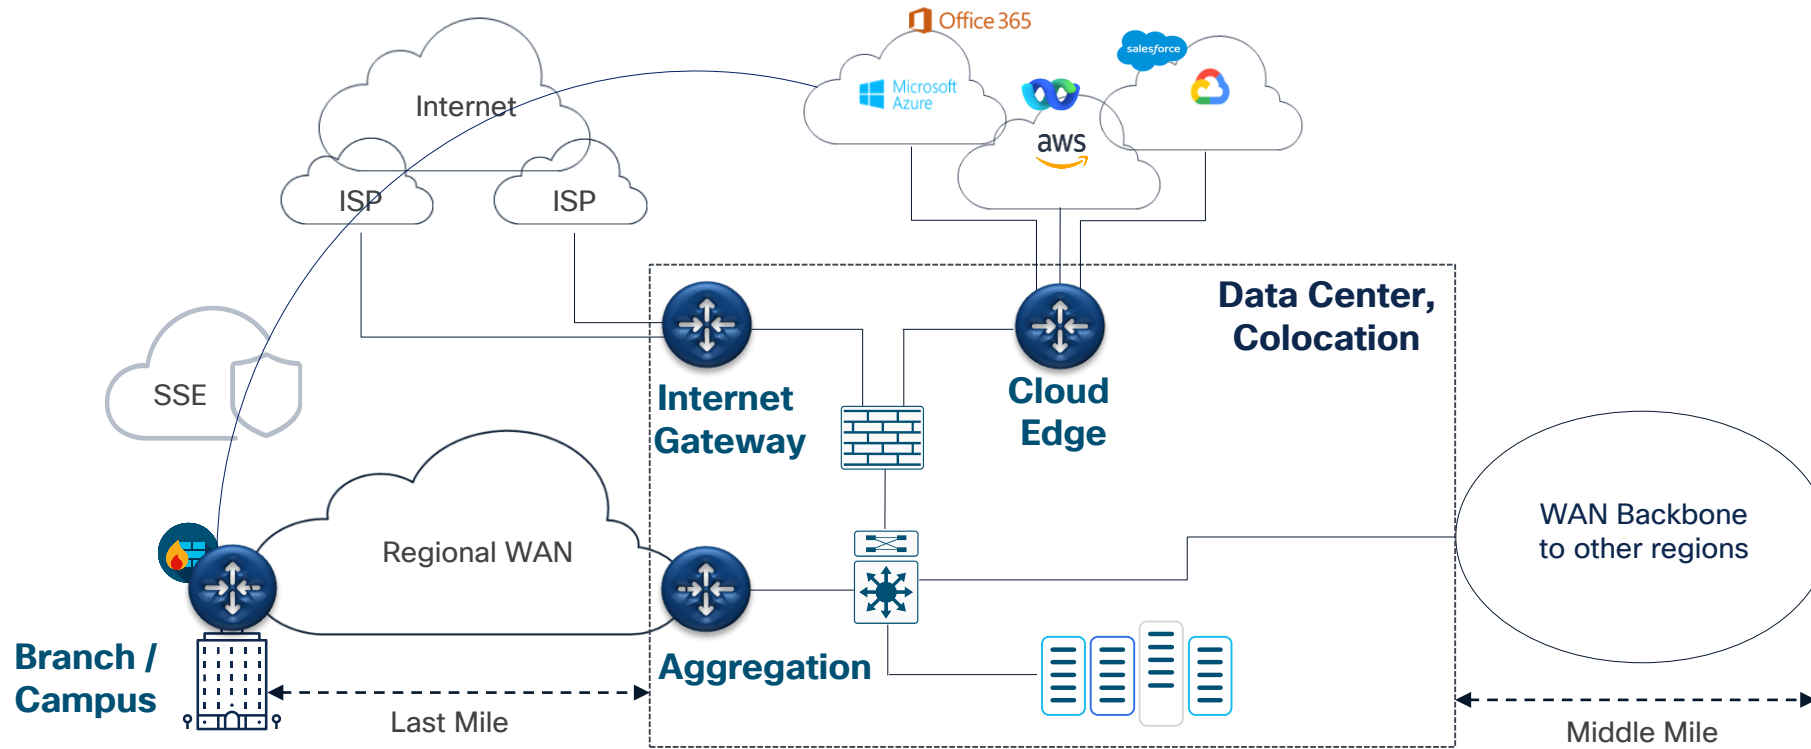 Office 365
salesforce
Internet
Microsoft
Azure
aws
ISP
ISP
Data Center,
Colocation
SSE
Internet
Gateway
Cloud
Edge
Regional WAN
WAN Backbone
to other regions
Branch /
Campus
Aggregation
Last Mile
Middle Mile